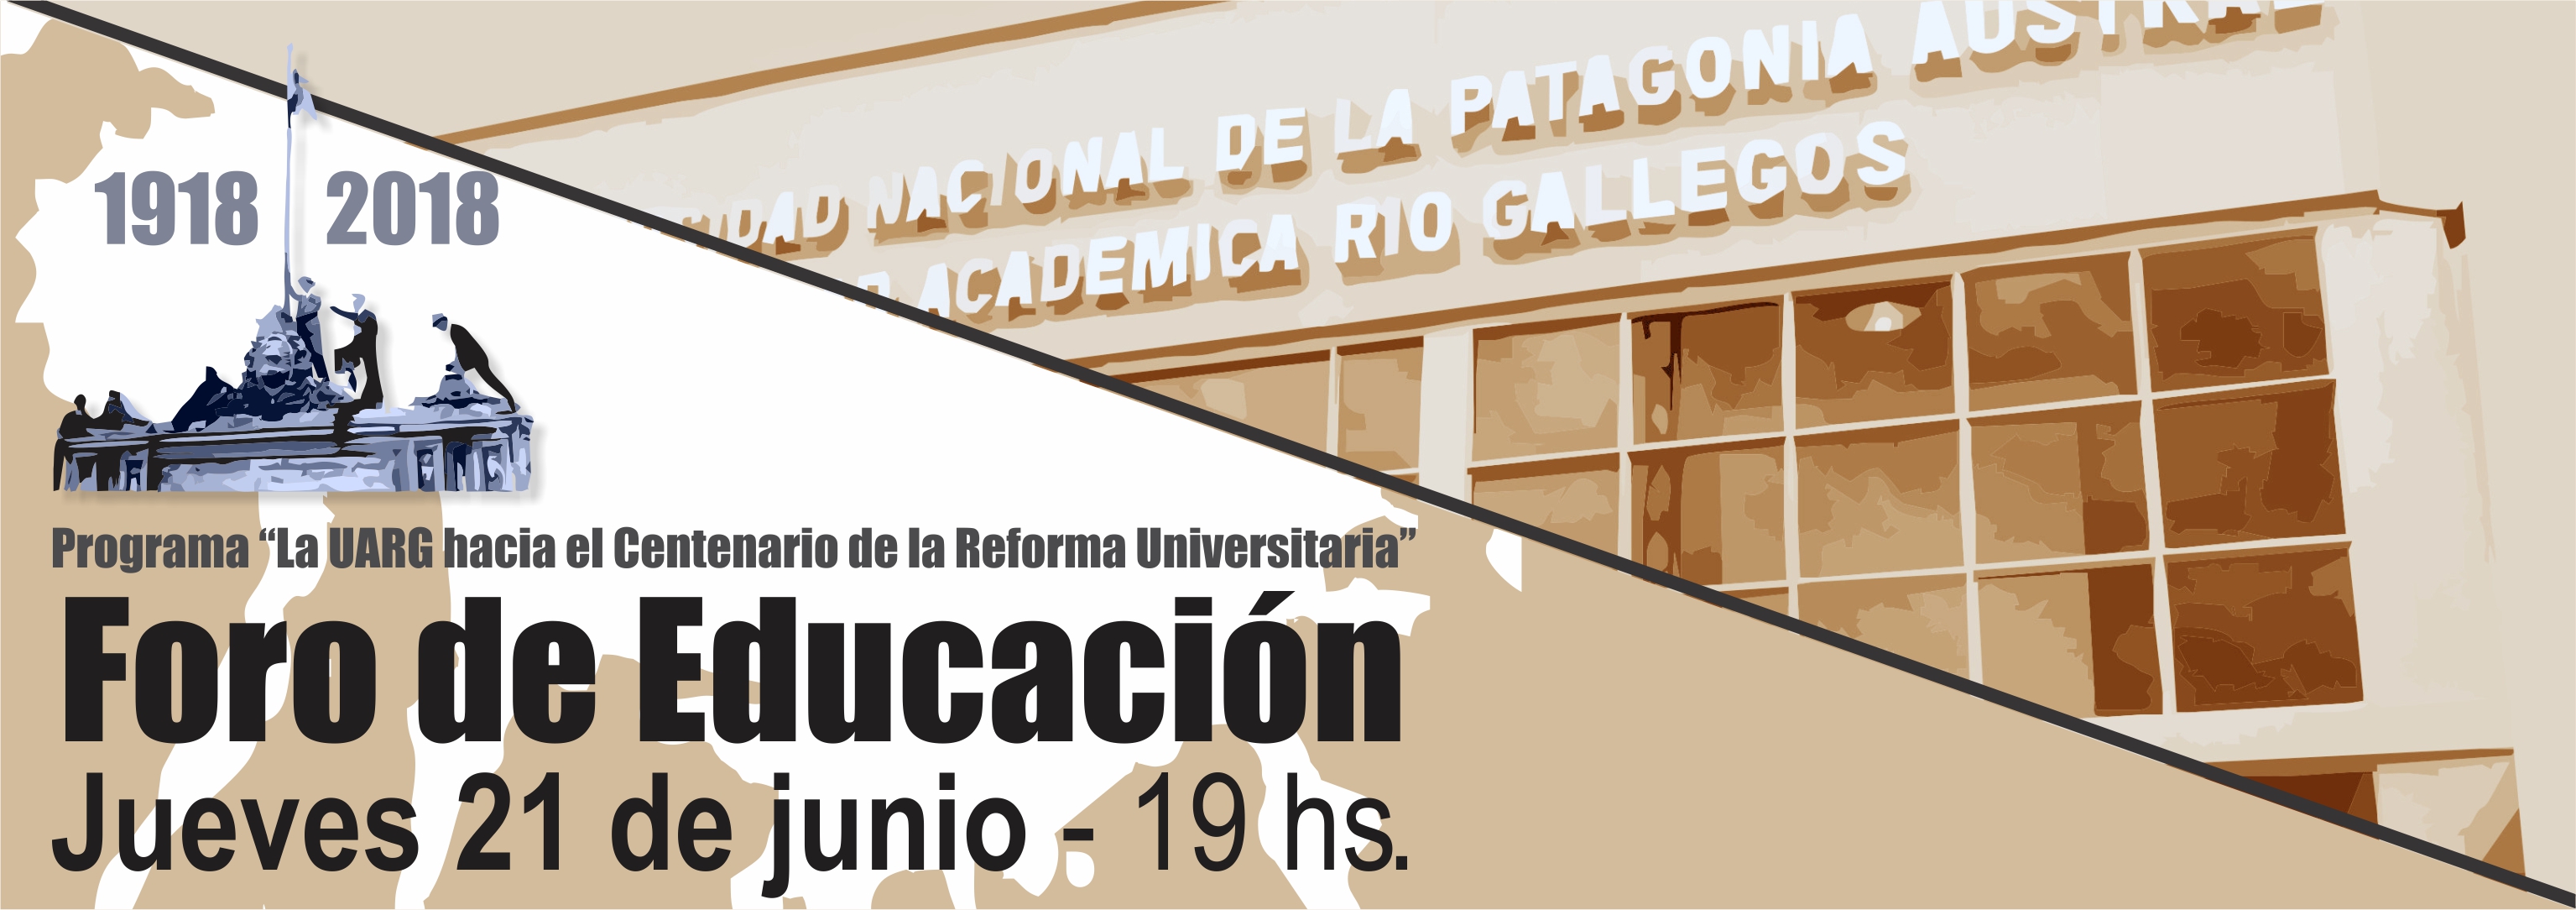 1918 2018
NACIONAL DE LA PATAGONIA AUSTRAL
ACADEMICA RIO GALLEGOS
Programa “La UARG hacia el Centenario de la Reforma Universitaria”
Foro de Educación
Jueves 21 de junio - 19 hs.